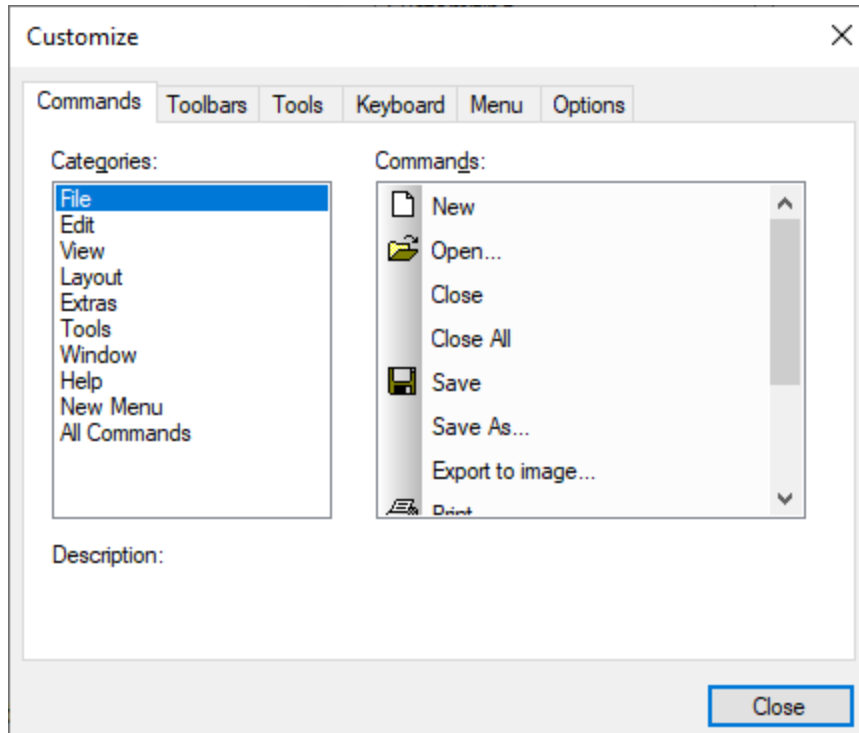 Customize
Commands Toolbars Tools Keyboard Menu Options
Categories:
File
Edit
View
Layout
Extras
Tools
Window
Help
New Menu
All Commands
Commands:
New
Open...
Close
Close All
Save
Save As...
Export to image...
Print
Description:
Close